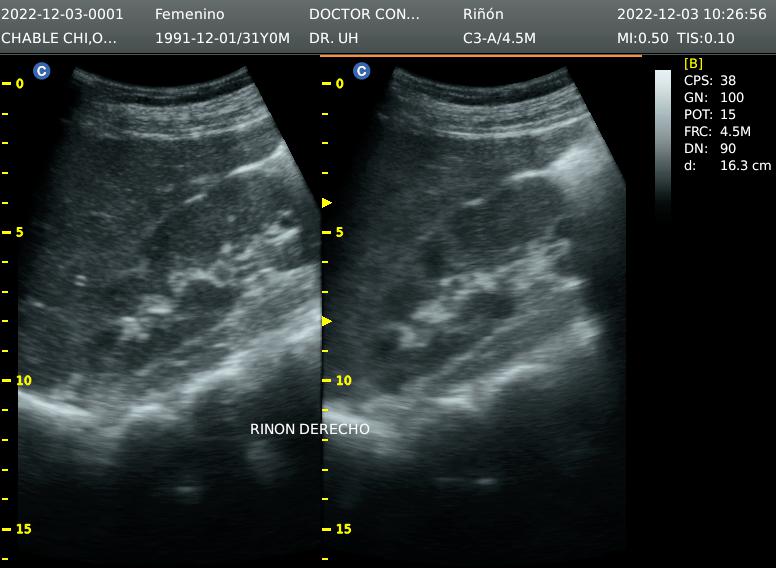 2022-12-03-0001 Femenino DOCTOR CON... Riñón 2022-12-03 10:26:56
CHABLE CHI,O... 1991-12-01/31Y0M DR. UH C3-A/4.5M MI:0.50 TIS:0.10
[B]
CPS: 38
GN: 100
POT: 15
FRC: 4.5M
DN: 90
d: 16.3 cm
C C
0 0
5 5
10 10
RINON DERECHO
15 15